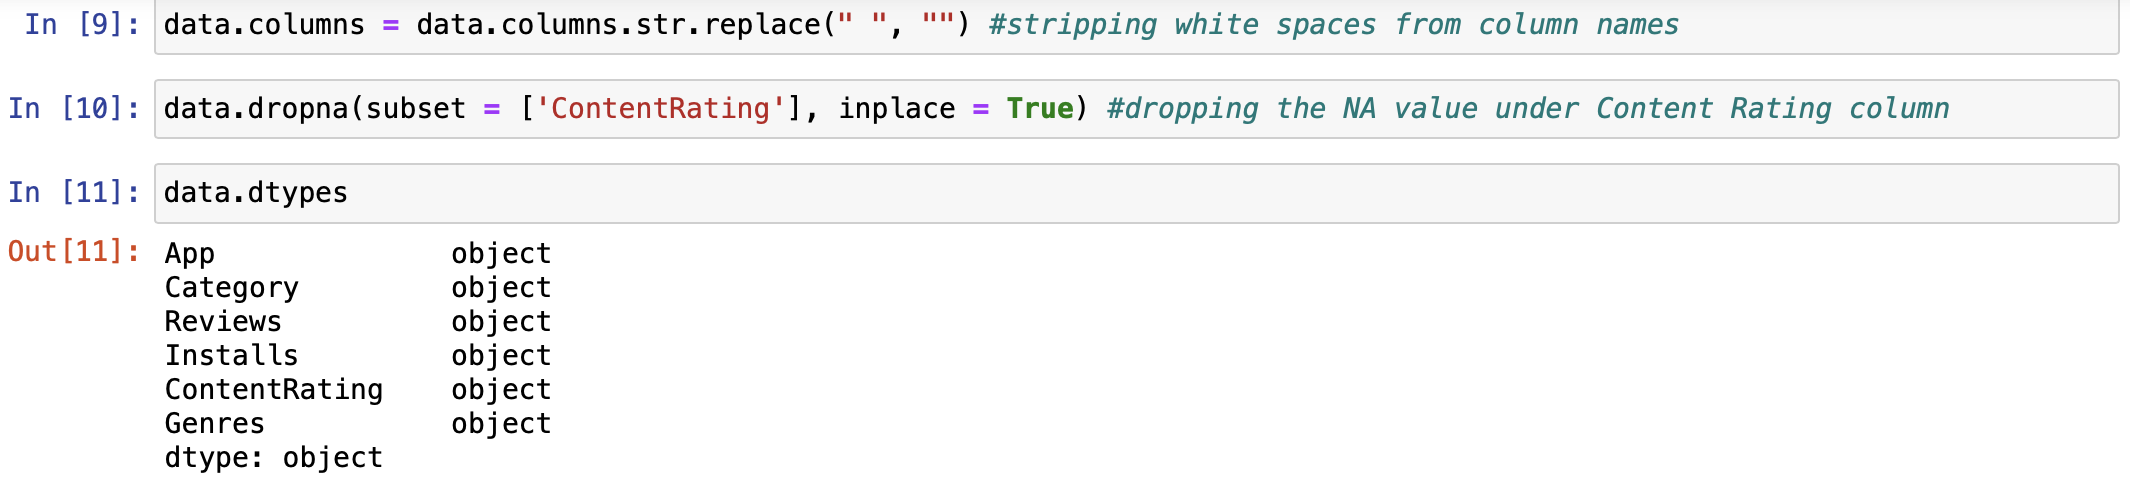 In [9]: data.columns = data.columns.str.replace(" ", "") #stripping white spaces from column names
In [10]: data.dropna(subset = ['ContentRating'], inplace = True) #dropping the NA value under Content Rating column
In [11]: data.dtypes
Out[11]: App object
Category object
Reviews object
Installs object
ContentRating object
Genres object
dtype: object